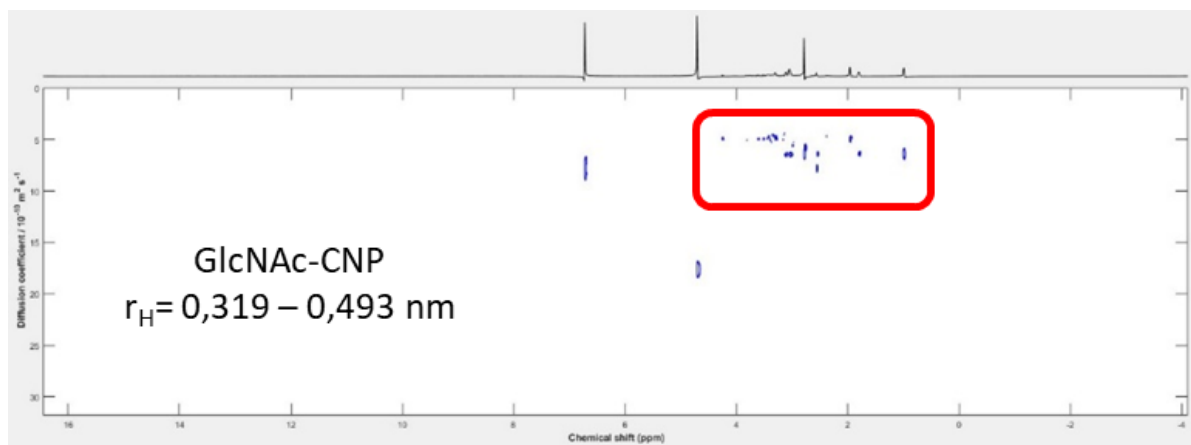 0
5
10
15
20
25
30
Diffusion coefficient / 10⁻¹⁰ m² s⁻¹
GlcNAc-CNP
rH= 0,319 – 0,493 nm
16 14 12 10 8 6 4 2 0 -2 -4
Chemical shift (ppm)